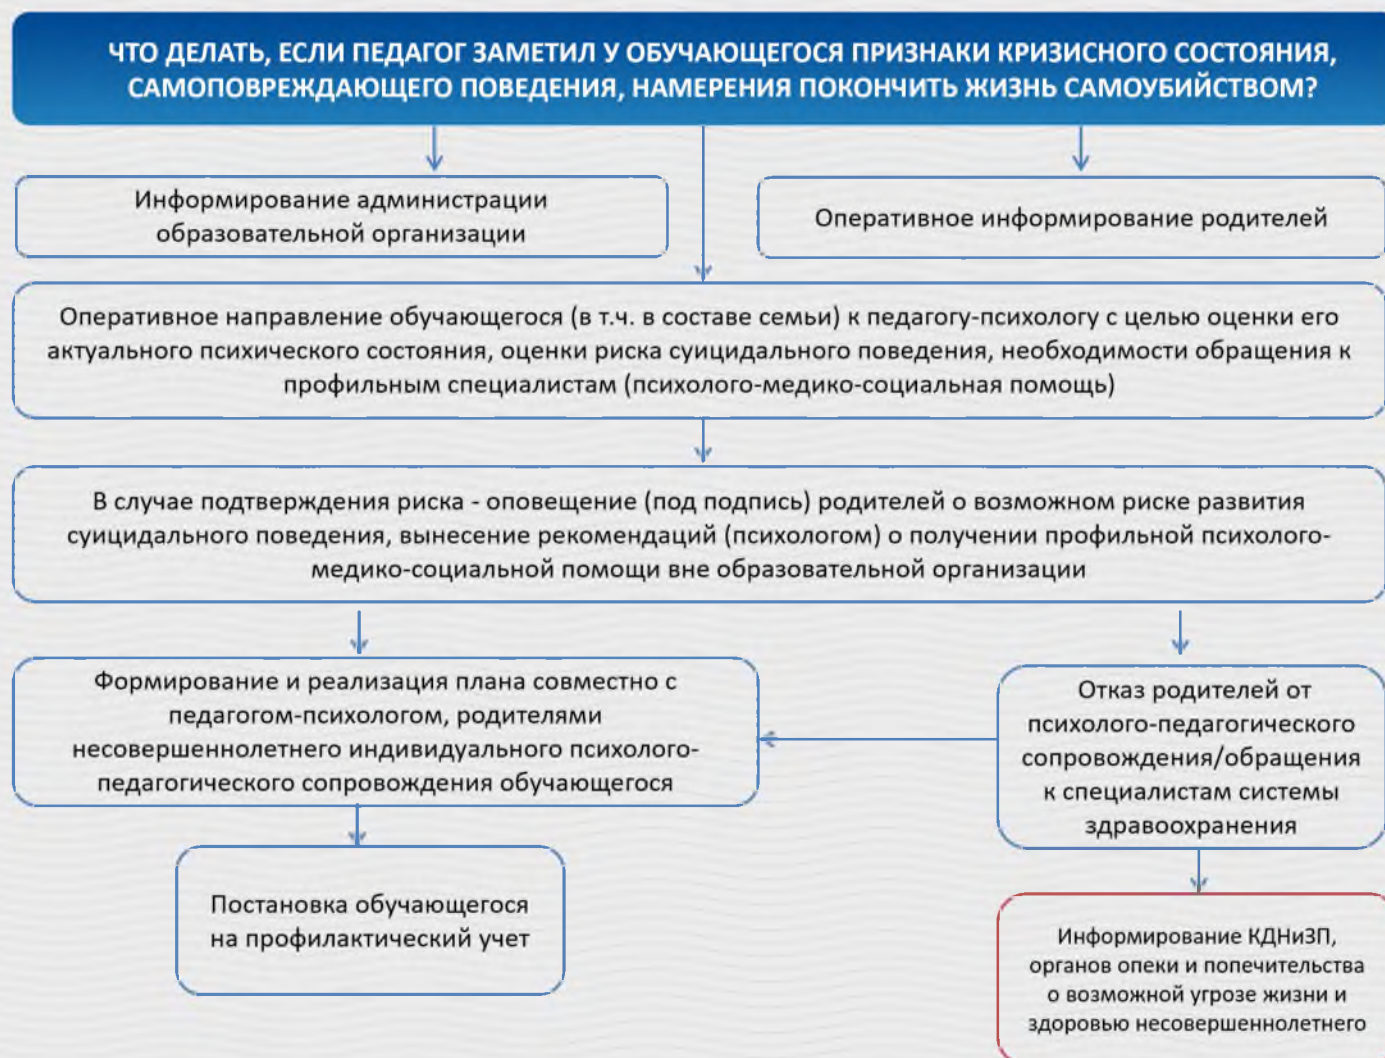 ЧТО ДЕЛАТЬ, ЕСЛИ ПЕДАГОГ ЗАМЕТИЛ У ОБУЧАЮЩЕГОСЯ ПРИЗНАКИ КРИЗИСНОГО СОСТОЯНИЯ,
САМОПОВРЕЖДАЮЩЕГО ПОВЕДЕНИЯ, НАМЕРЕНИЯ ПОКОНЧИТЬ ЖИЗНЬ САМОУБИЙСТВОМ?
Информирование администрации
образовательной организации
Оперативное информирование родителей
Оперативное направление обучающегося (в т.ч. в составе семьи) к педагогу-психологу с целью оценки его
актуального психического состояния, оценки риска суицидального поведения, необходимости обращения к
профильным специалистам (психолого-медико-социальная помощь)
В случае подтверждения риска - оповещение (под подпись) родителей о возможном риске развития
суицидального поведения, вынесение рекомендаций (психологом) о получении профильной психолого-
медико-социальной помощи вне образовательной организации
Формирование и реализация плана совместно с
педагогом-психологом, родителями
несовершеннолетнего индивидуального психолого-
педагогического сопровождения обучающегося
Отказ родителей от
психолого-педагогического
сопровождения/обращения
к специалистам системы
здравоохранения
Постановка обучающегося
на профилактический учет
Информирование КДНиЗП,
органов опеки и попечительства
о возможной угрозе жизни и
здоровью несовершеннолетнего